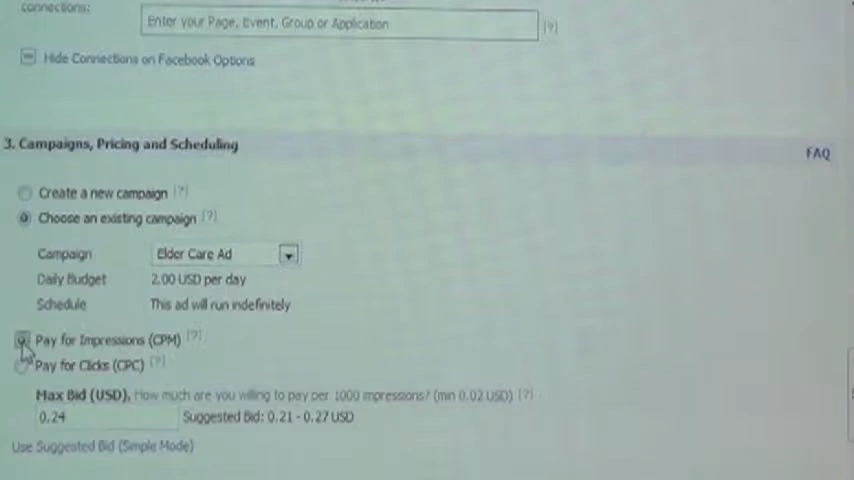 connections:
Enter your Page, Event, Group or Application [?]
Hide Connections on Facebook Options
3. Campaigns, Pricing and Scheduling
FAQ
Create a new campaign [?]
Choose an existing campaign [?]
Campaign Elder Care Ad
Daily Budget 2.00 USD per day
Schedule This ad will run indefinitely
Pay for Impressions (CPM) [?]
Pay for Clicks (CPC) [?]
Max Bid (USD). How much are you willing to pay per 1000 impressions? (min 0.02 USD) [?]
0.24 Suggested Bid: 0.21 - 0.27 USD
Use Suggested Bid (Simple Mode)